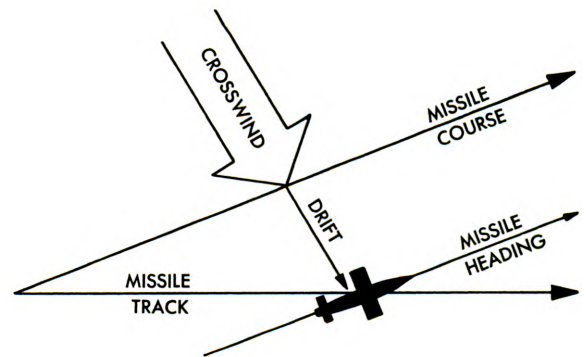 CROSSWIND
MISSILE
COURSE
DRIFT
MISSILE
HEADING
MISSILE
TRACK